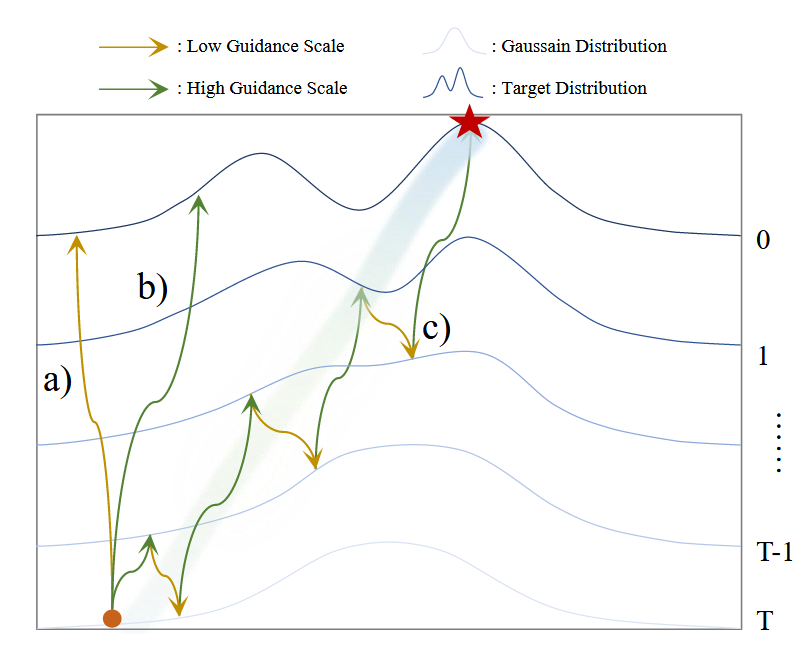 : Low Guidance Scale
: Gaussain Distribution
: High Guidance Scale
: Target Distribution
0
b)
c)
1
a)
......
T-1
T